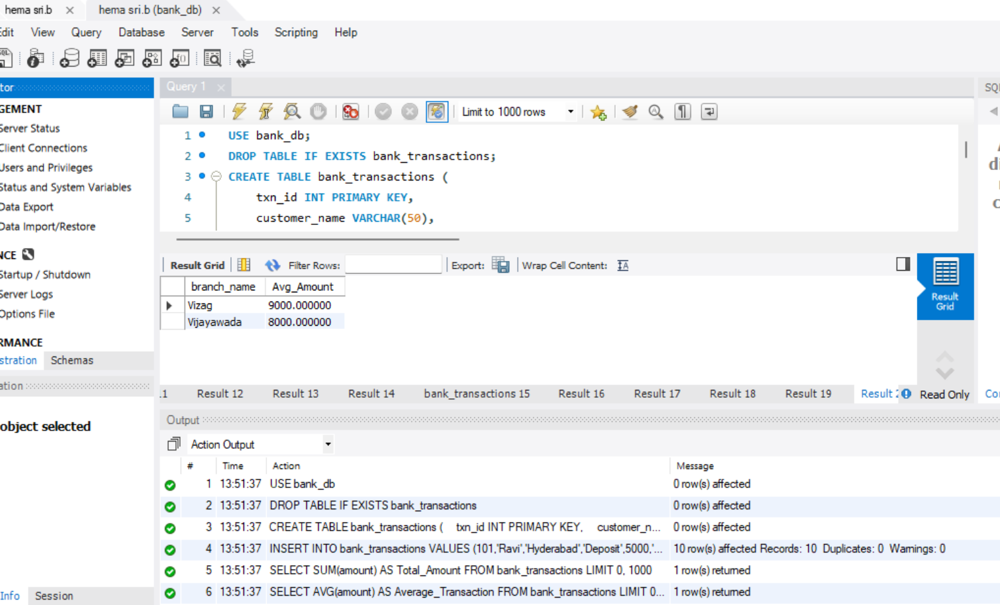 hema sri.b × hema sri.b (bank_db) ×
Edit View Query Database Server Tools Scripting Help
Query 1 ×
Limit to 1000 rows
GEMENT
Server Status
Client Connections
Users and Privileges
Status and System Variables
Data Export
Data Import/Restore
NCE
Startup / Shutdown
Server Logs
Options File
RMANCE
stration Schemas
object selected
Info Session
1 USE bank_db;
2 DROP TABLE IF EXISTS bank_transactions;
3 CREATE TABLE bank_transactions (
4 txn_id INT PRIMARY KEY,
5 customer_name VARCHAR(50),
Result Grid Filter Rows: Export: Wrap Cell Content:
branch_name Avg_Amount
Vizag 9000.000000
Vijayawada 8000.000000
Result Grid
Result 12 Result 13 Result 14 bank_transactions 15 Result 16 Result 17 Result 18 Result 19 Result 2 Read Only
Output
Action Output
# Time Action Message
1 13:51:37 USE bank_db 0 row(s) affected
2 13:51:37 DROP TABLE IF EXISTS bank_transactions 0 row(s) affected
3 13:51:37 CREATE TABLE bank_transactions ( txn_id INT PRIMARY KEY, customer_n... 0 row(s) affected
4 13:51:37 INSERT INTO bank_transactions VALUES (101,'Ravi','Hyderabad','Deposit',5000,'... 10 row(s) affected Records: 10 Duplicates: 0 Warnings: 0
5 13:51:37 SELECT SUM(amount) AS Total_Amount FROM bank_transactions LIMIT 0, 1000 1 row(s) returned
6 13:51:37 SELECT AVG(amount) AS Average_Transaction FROM bank_transactions LIMIT 0... 1 row(s) returned